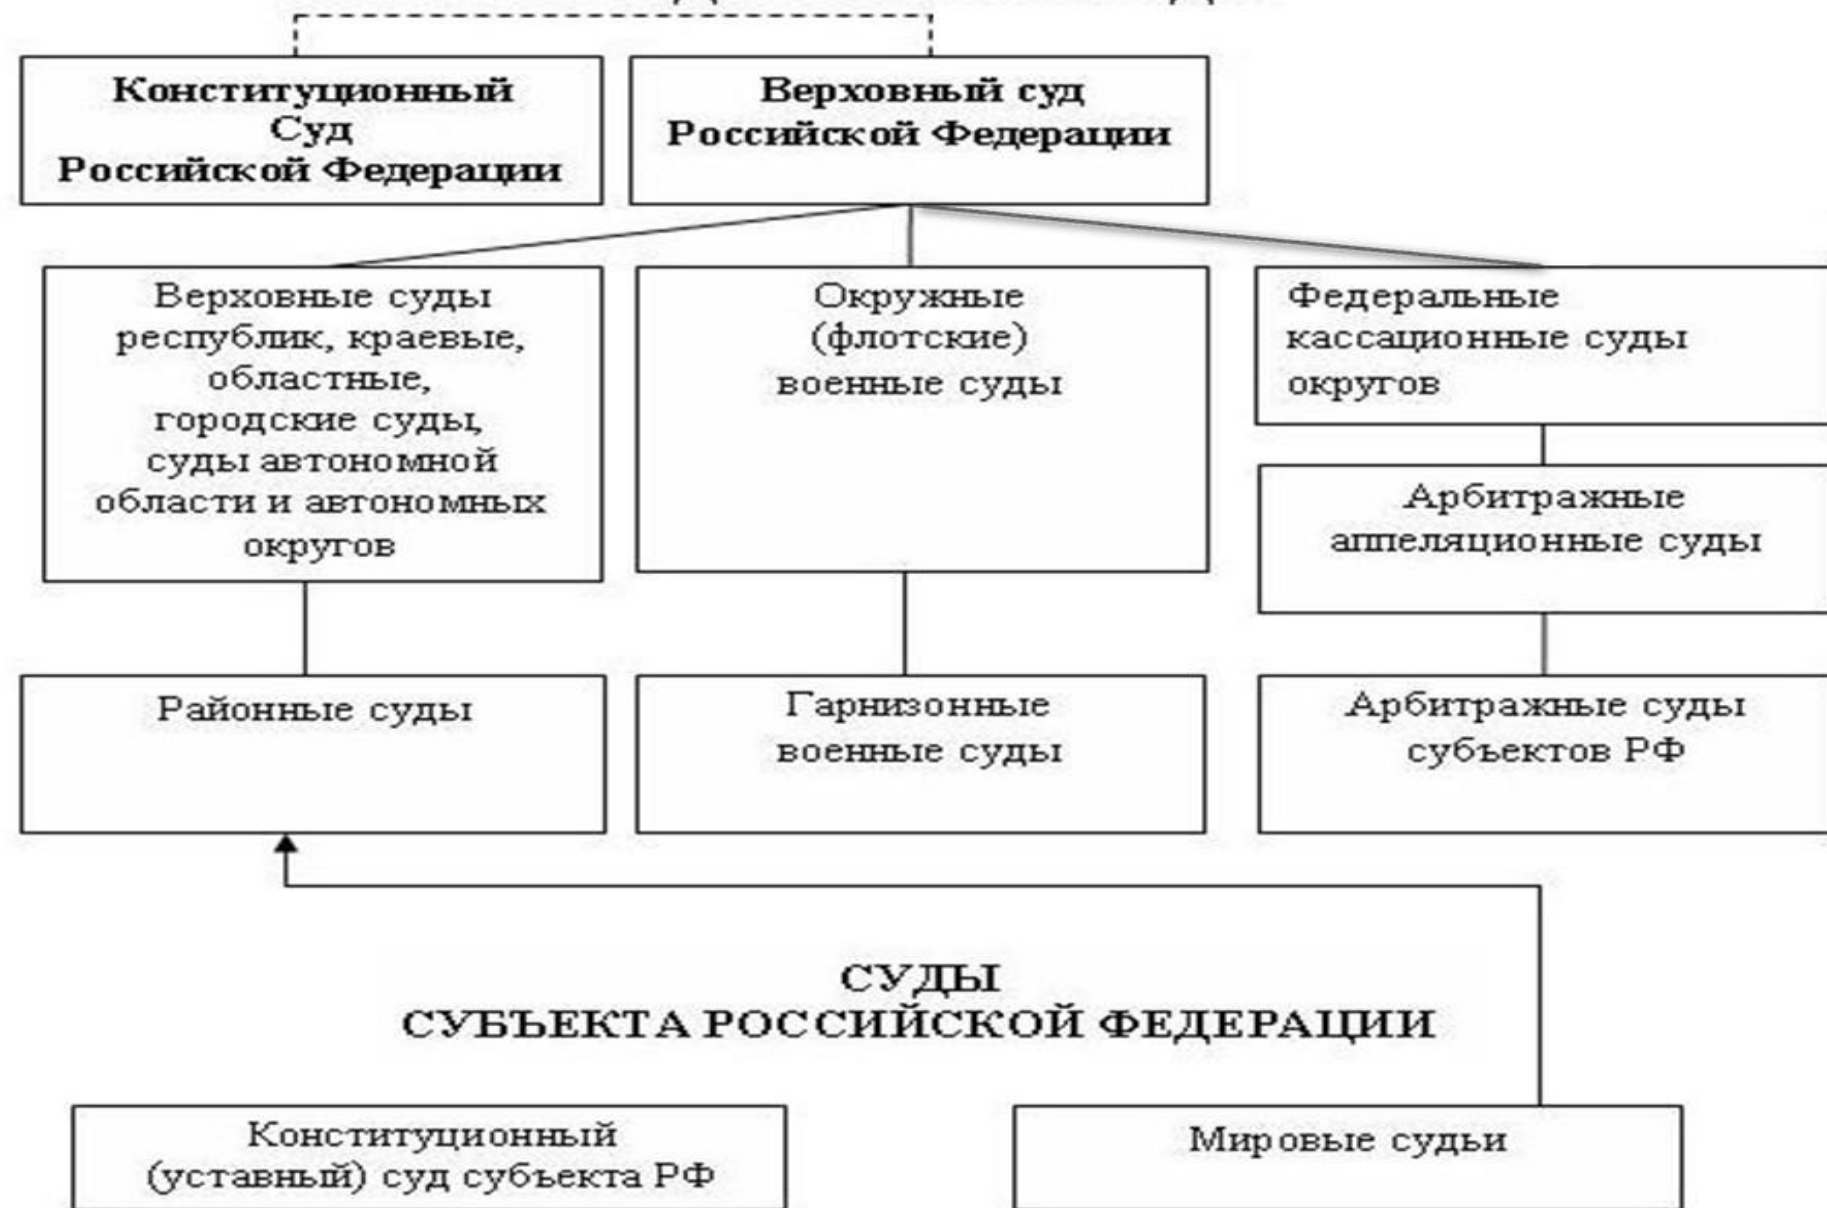 Конституционный
Суд
Российской Федерации
Верховный суд
Российской Федерации
Верховные суды
республик, краевые,
областные,
городские суды,
суды автономной
области и автономных
округов
Окружные
(флотские)
военные суды
Федеральные
кассационные суды
округов
Арбитражные
аппеляционные суды
Районные суды
Гарнизонные
военные суды
Арбитражные суды
субъектов РФ
СУДЫ
СУБЪЕКТА РОССИЙСКОЙ ФЕДЕРАЦИИ
Конституционный
(уставный) суд субъекта РФ
Мировые судьи